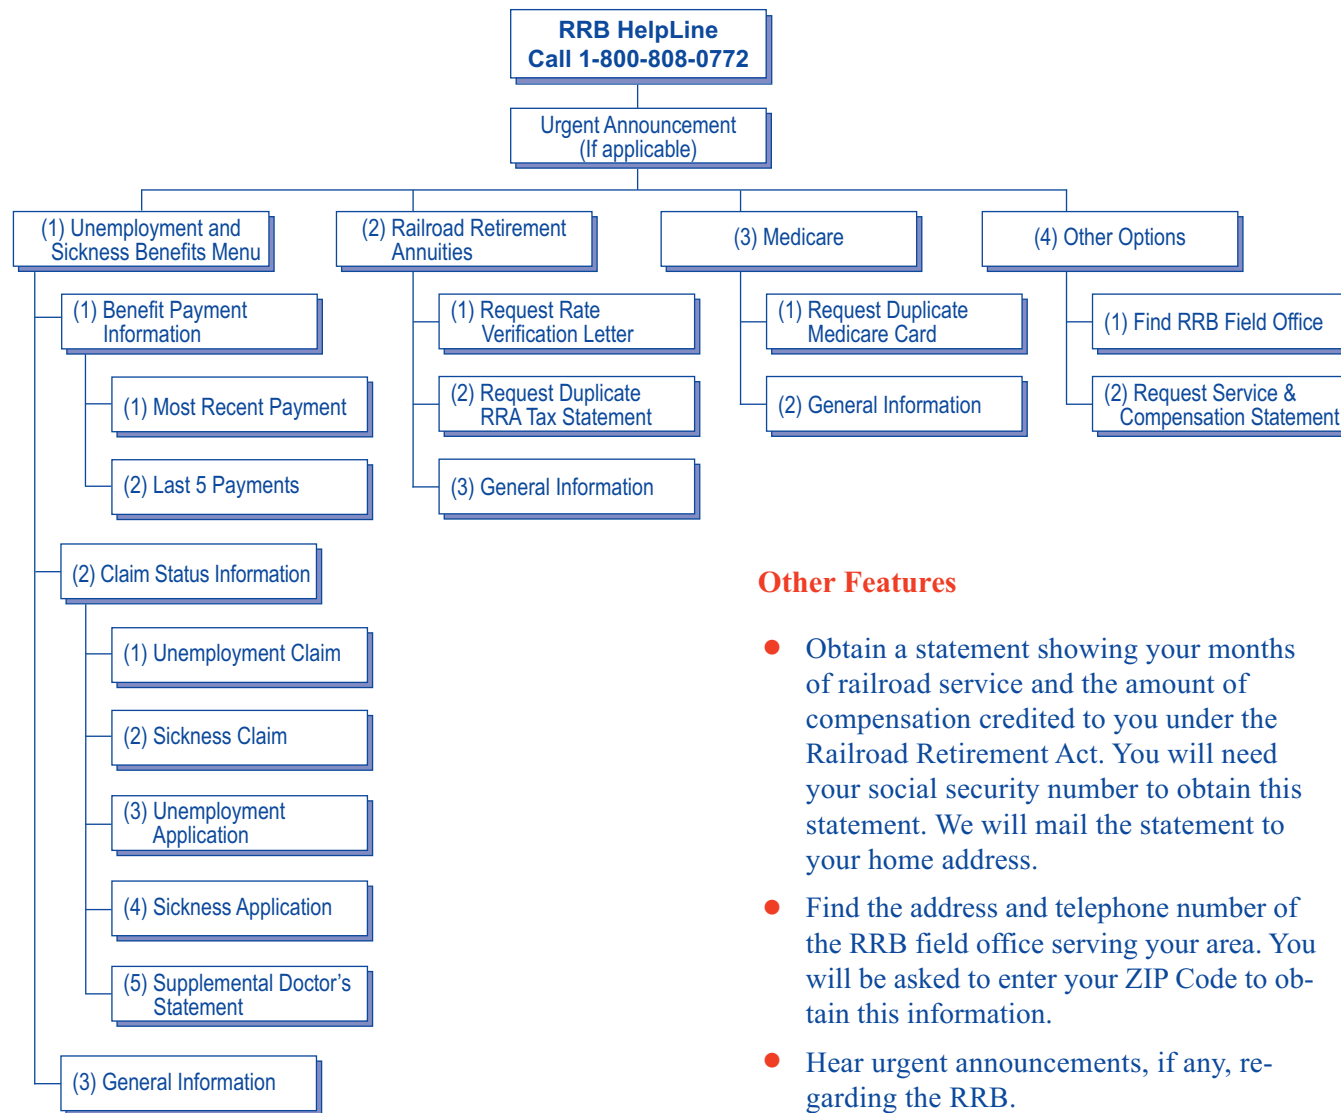 RRB HelpLine
Call 1-800-808-0772
Urgent Announcement
(If applicable)
(1) Unemployment and
Sickness Benefits Menu
(1) Benefit Payment
Information
(1) Most Recent Payment
(2) Last 5 Payments
(2) Claim Status Information
(1) Unemployment Claim
(2) Sickness Claim
(3) Unemployment
Application
(4) Sickness Application
(5) Supplemental Doctor's
Statement
(3) General Information
(2) Railroad Retirement
Annuities
(1) Request Rate
Verification Letter
(2) Request Duplicate
RRA Tax Statement
(3) General Information
(3) Medicare
(1) Request Duplicate
Medicare Card
(2) General Information
(4) Other Options
(1) Find RRB Field Office
(2) Request Service &
Compensation Statement
Other Features
● Obtain a statement showing your months
of railroad service and the amount of
compensation credited to you under the
Railroad Retirement Act. You will need
your social security number to obtain this
statement. We will mail the statement to
your home address.
● Find the address and telephone number of
the RRB field office serving your area. You
will be asked to enter your ZIP Code to ob-
tain this information.
● Hear urgent announcements, if any, re-
garding the RRB.